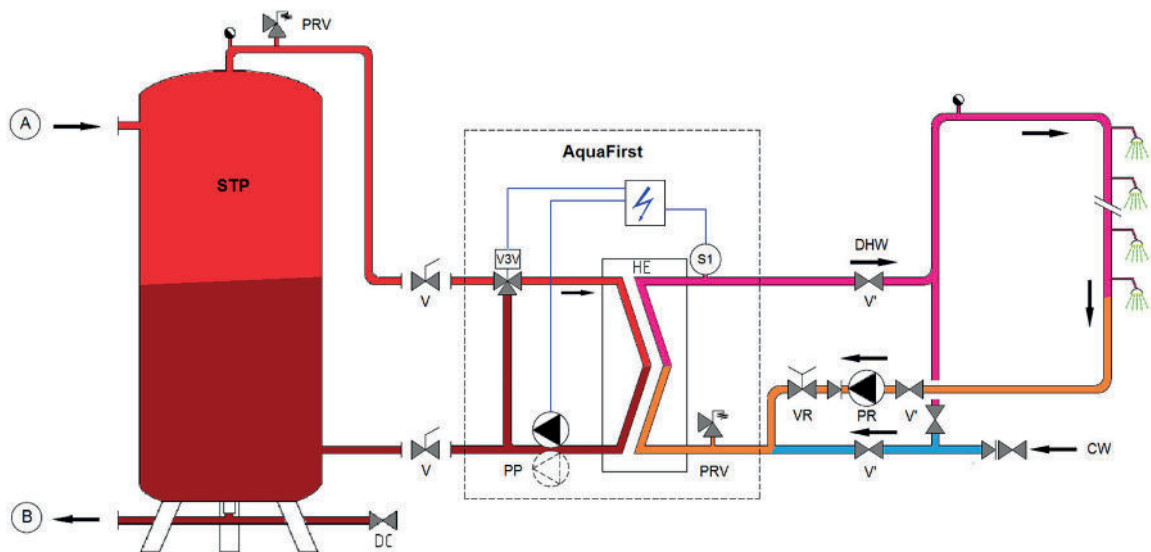 PRV
A
AquaFirst
STP
V3V
HE
S1
DHW
V
V'
VR
PR
V'
V
PP
PRV
V'
CW
B
DC